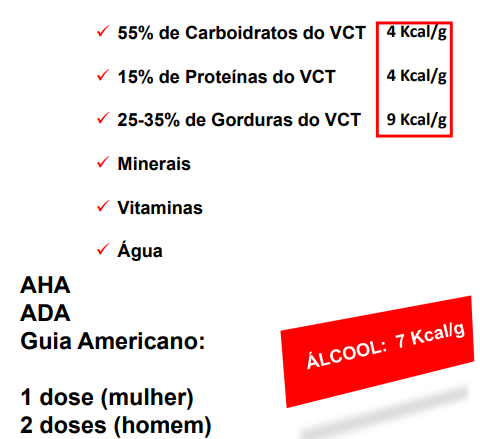 55% de Carboidratos do VCT 4 Kcal/g
15% de Proteínas do VCT 4 Kcal/g
25-35% de Gorduras do VCT 9 Kcal/g
Minerais
Vitaminas
Água
AHA
ADA
Guia Americano:
ÁLCOOL: 7 Kcal/g
1 dose (mulher)
2 doses (homem)